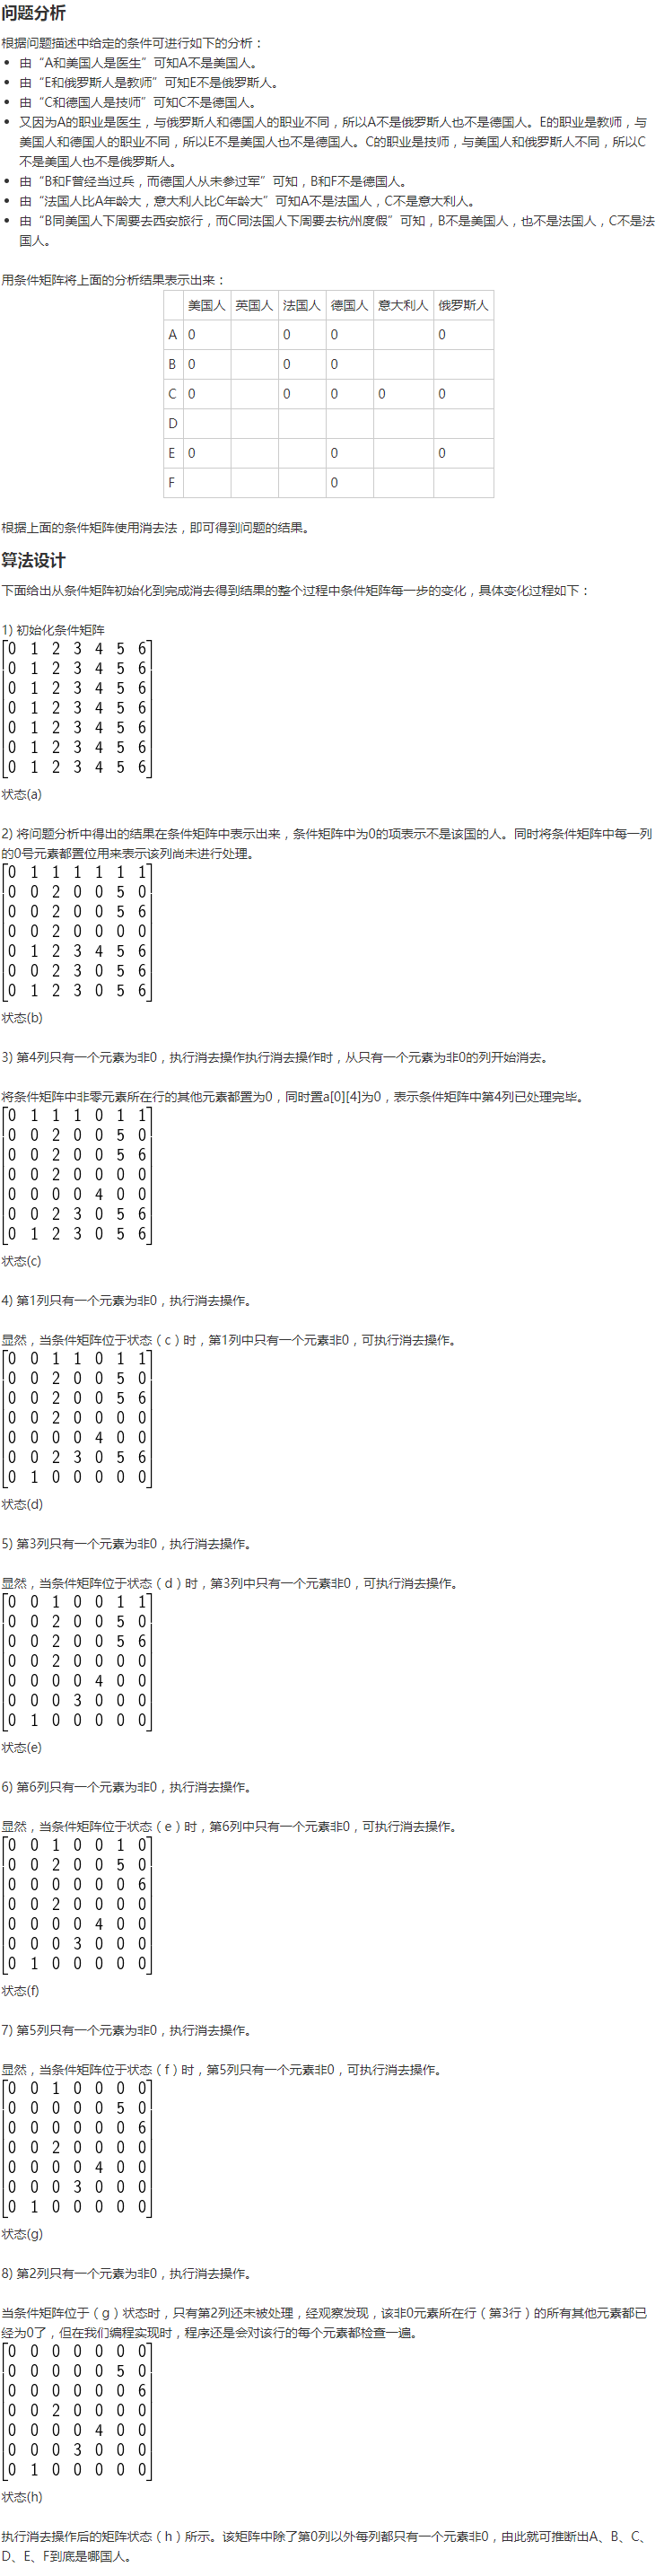 问题分析
根据问题描述中给定的条件可进行如下的分析：
• 由“A和美国人是医生”可知A不是美国人。
• 由“E和俄罗斯人是教师”可知E不是俄罗斯人。
• 由“C和德国人是技师”可知C不是德国人。
• 又因为A的职业是医生，与俄罗斯人和德国人的职业不同，所以A不是俄罗斯人也不是德国人。E的职业是教师，与
美国人和德国人的职业不同，所以E不是美国人也不是德国人。C的职业是技师，与美国人和俄罗斯人不同，所以C
不是美国人也不是俄罗斯人。
• 由“B和F曾经当过兵，而德国人从未参过军”可知，B和F不是德国人。
• 由“法国人比A年龄大，意大利人比C年龄大”可知A不是法国人，C不是意大利人。
• 由“B同美国人下周要去西安旅行，而C同法国人下周要去杭州度假”可知，B不是美国人，也不是法国人，C不是法
国人。
用条件矩阵将上面的分析结果表示出来：
美国人 英国人 法国人 德国人 意大利人 俄罗斯人
A 0 0 0 0
B 0 0 0
C 0 0 0 0 0
D
E 0 0 0
F 0
根据上面的条件矩阵使用消去法，即可得到问题的结果。
算法设计
下面给出从条件矩阵初始化到完成消去得到结果的整个过程中条件矩阵每一步的变化，具体变化过程如下：
1) 初始化条件矩阵
0 1 2 3 4 5 6
0 1 2 3 4 5 6
0 1 2 3 4 5 6
0 1 2 3 4 5 6
0 1 2 3 4 5 6
0 1 2 3 4 5 6
0 1 2 3 4 5 6
状态(a)
2) 将问题分析中得出的结果在条件矩阵中表示出来，条件矩阵中为0的项表示不是该国的人。同时将条件矩阵中每一列
的0号元素都置位用来表示该列尚未进行处理。
0 1 1 1 1 1 1
0 0 2 0 0 5 0
0 0 2 0 0 5 6
0 0 2 0 0 0 0
0 1 2 3 4 5 6
0 0 2 3 0 5 6
0 1 2 3 0 5 6
状态(b)
3) 第4列只有一个元素为非0，执行消去操作执行消去操作时，从只有一个元素为非0的列开始消去。
将条件矩阵中非零元素所在行的其他元素都置为0，同时置a[0][4]为0，表示条件矩阵中第4列已处理完毕。
0 1 1 1 0 1 1
0 0 2 0 0 5 0
0 0 2 0 0 5 6
0 0 2 0 0 0 0
0 0 0 0 4 0 0
0 0 2 3 0 5 6
0 1 2 3 0 5 6
状态(c)
4) 第1列只有一个元素为非0，执行消去操作。
显然，当条件矩阵位于状态（c）时，第1列中只有一个元素非0，可执行消去操作。
0 0 1 1 0 1 1
0 0 2 0 0 5 0
0 0 2 0 0 5 6
0 0 2 0 0 0 0
0 0 0 0 4 0 0
0 0 2 3 0 5 6
0 1 0 0 0 0 0
状态(d)
5) 第3列只有一个元素为非0，执行消去操作。
显然，当条件矩阵位于状态（d）时，第3列中只有一个元素非0，可执行消去操作。
0 0 1 0 0 1 1
0 0 2 0 0 5 0
0 0 2 0 0 5 6
0 0 2 0 0 0 0
0 0 0 0 4 0 0
0 0 0 3 0 0 0
0 1 0 0 0 0 0
状态(e)
6) 第6列只有一个元素为非0，执行消去操作。
显然，当条件矩阵位于状态（e）时，第6列中只有一个元素非0，可执行消去操作。
0 0 1 0 0 1 0
0 0 2 0 0 5 0
0 0 0 0 0 0 6
0 0 2 0 0 0 0
0 0 0 0 4 0 0
0 0 0 3 0 0 0
0 1 0 0 0 0 0
状态(f)
7) 第5列只有一个元素为非0，执行消去操作。
显然，当条件矩阵位于状态（f）时，第5列只有一个元素非0，可执行消去操作。
0 0 1 0 0 0 0
0 0 0 0 0 5 0
0 0 0 0 0 0 6
0 0 2 0 0 0 0
0 0 0 0 4 0 0
0 0 0 3 0 0 0
0 1 0 0 0 0 0
状态(g)
8) 第2列只有一个元素为非0，执行消去操作。
当条件矩阵位于（g）状态时，只有第2列还未被处理，经观察发现，该非0元素所在行（第3行）的所有其他元素都已
经为0了，但在我们编程实现时，程序还是会对该行的每个元素都检查一遍。
0 0 0 0 0 0 0
0 0 0 0 0 5 0
0 0 0 0 0 0 6
0 0 2 0 0 0 0
0 0 0 0 4 0 0
0 0 0 3 0 0 0
0 1 0 0 0 0 0
状态(h)
执行消去操作后的矩阵状态（h）所示。该矩阵中除了第0列以外每列都只有一个元素非0，由此就可推断出A、B、C、
D、E、F到底是哪国人。